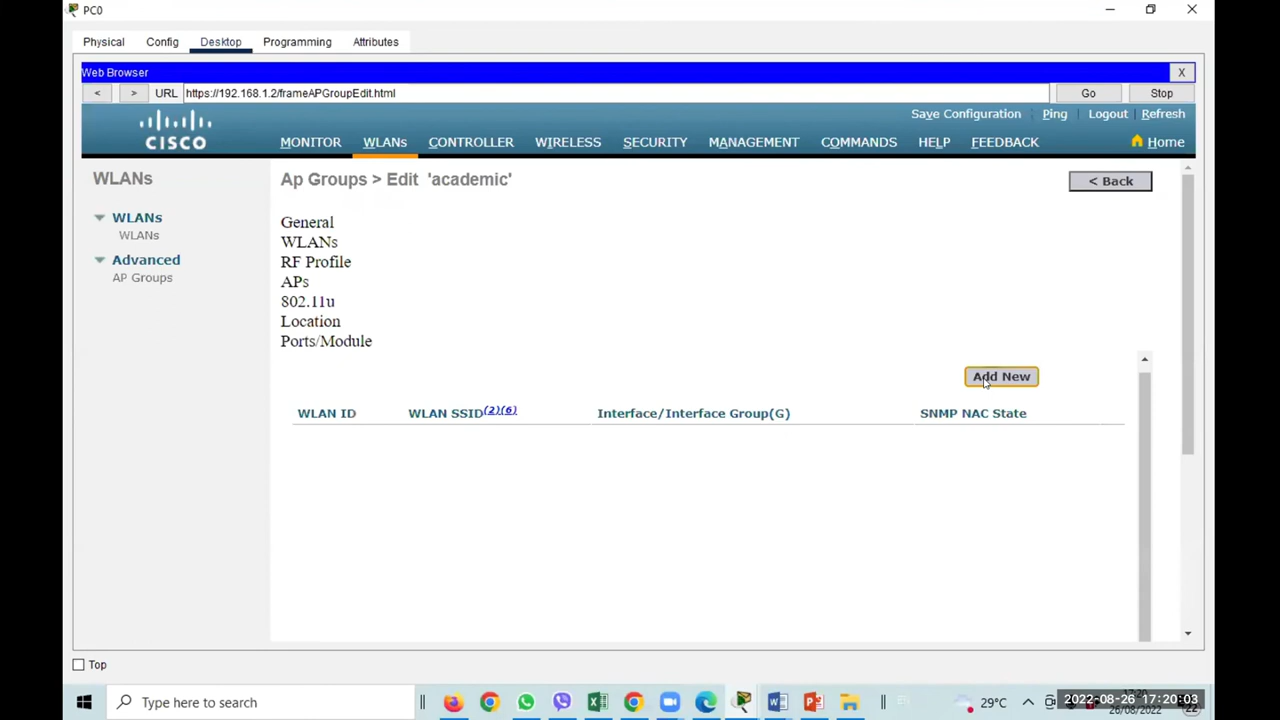 PC0
Physical Config Desktop Programming Attributes
Web Browser X
< > URL https://192.168.1.2/frameAPGroupEdit.html Go Stop
Save Configuration Ping Logout Refresh
CISCO MONITOR WLANs CONTROLLER WIRELESS SECURITY MANAGEMENT COMMANDS HELP FEEDBACK Home
WLANs
WLANs
WLANs
Advanced
AP Groups
Ap Groups > Edit 'academic' < Back
General
WLANs
RF Profile
APs
802.11u
Location
Ports/Module
Add New
WLAN ID WLAN SSID(2)(6) Interface/Interface Group(G) SNMP NAC State
Top
Type here to search
29°C
2022-08-26 17:20:03
26/08/2022
22